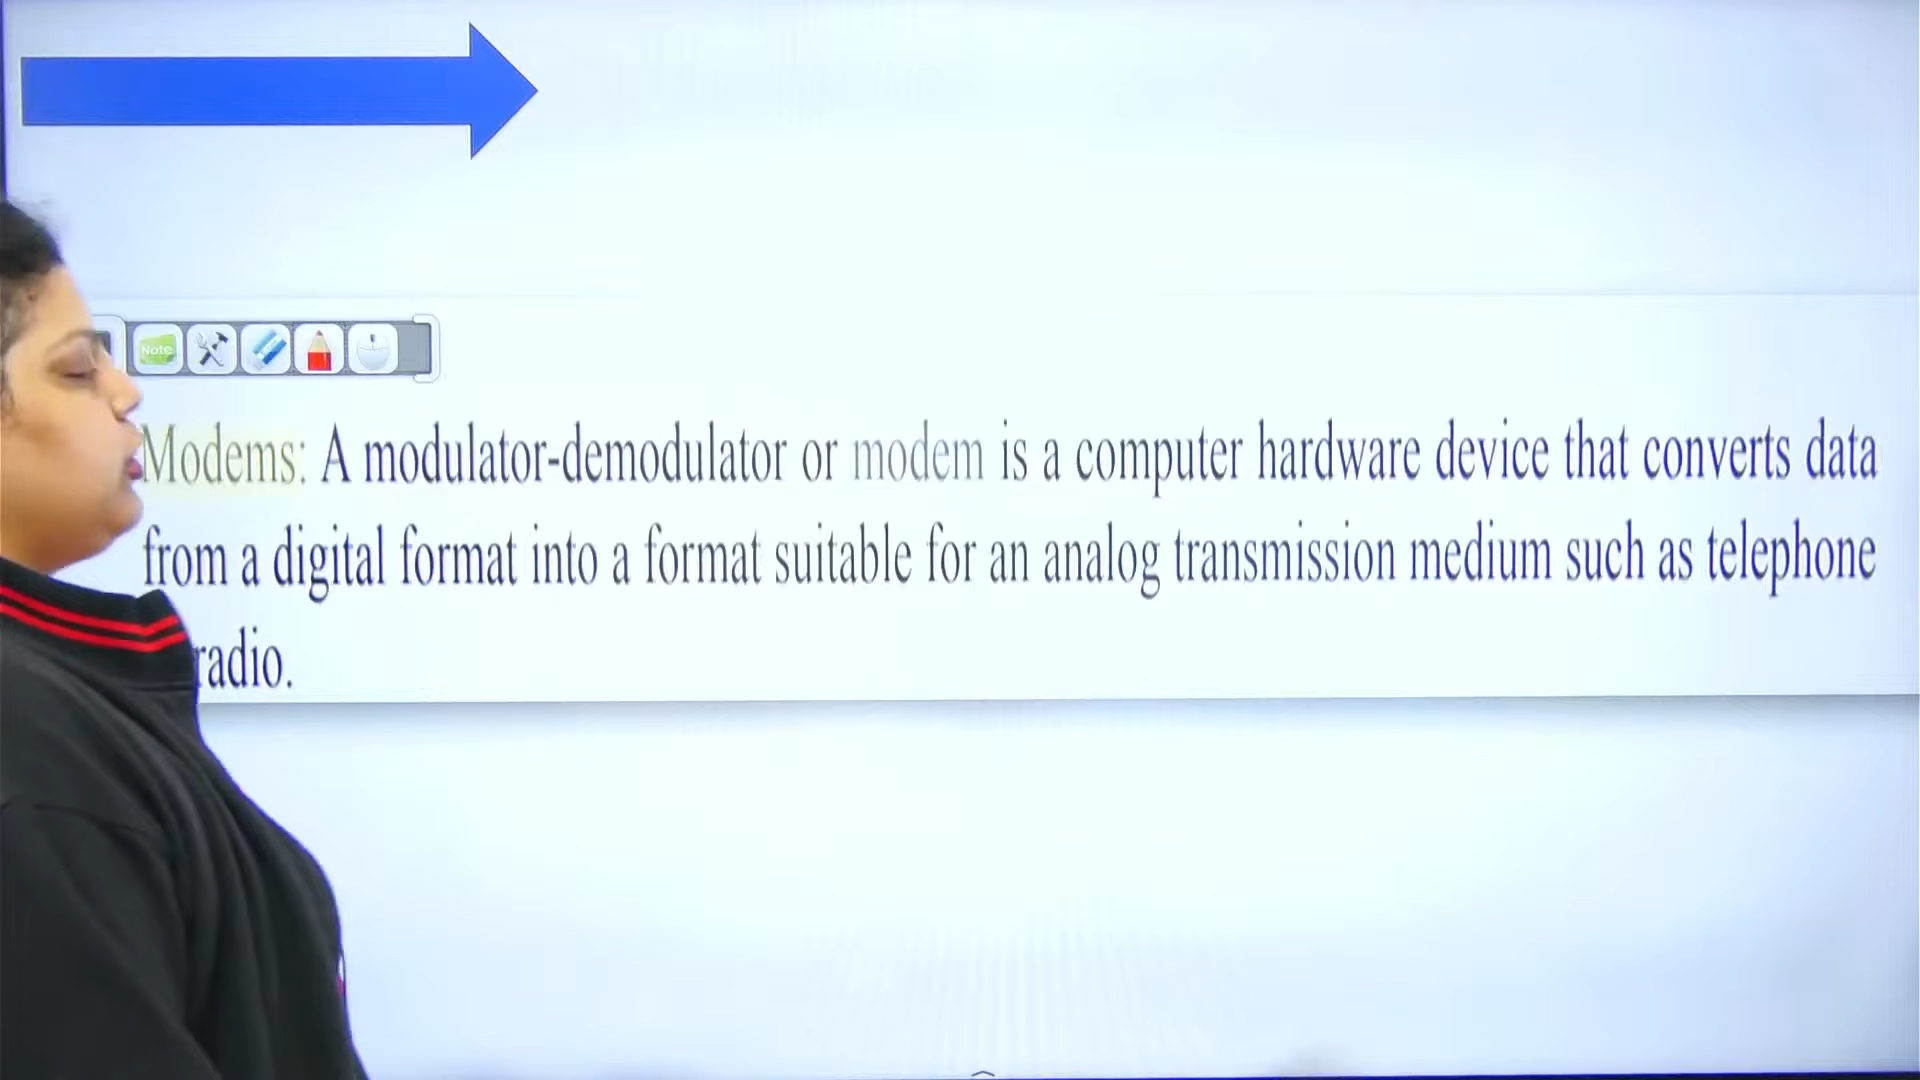 Note
Modems: A modulator-demodulator or modem is a computer hardware device that converts data
from a digital format into a format suitable for an analog transmission medium such as telephone
radio.